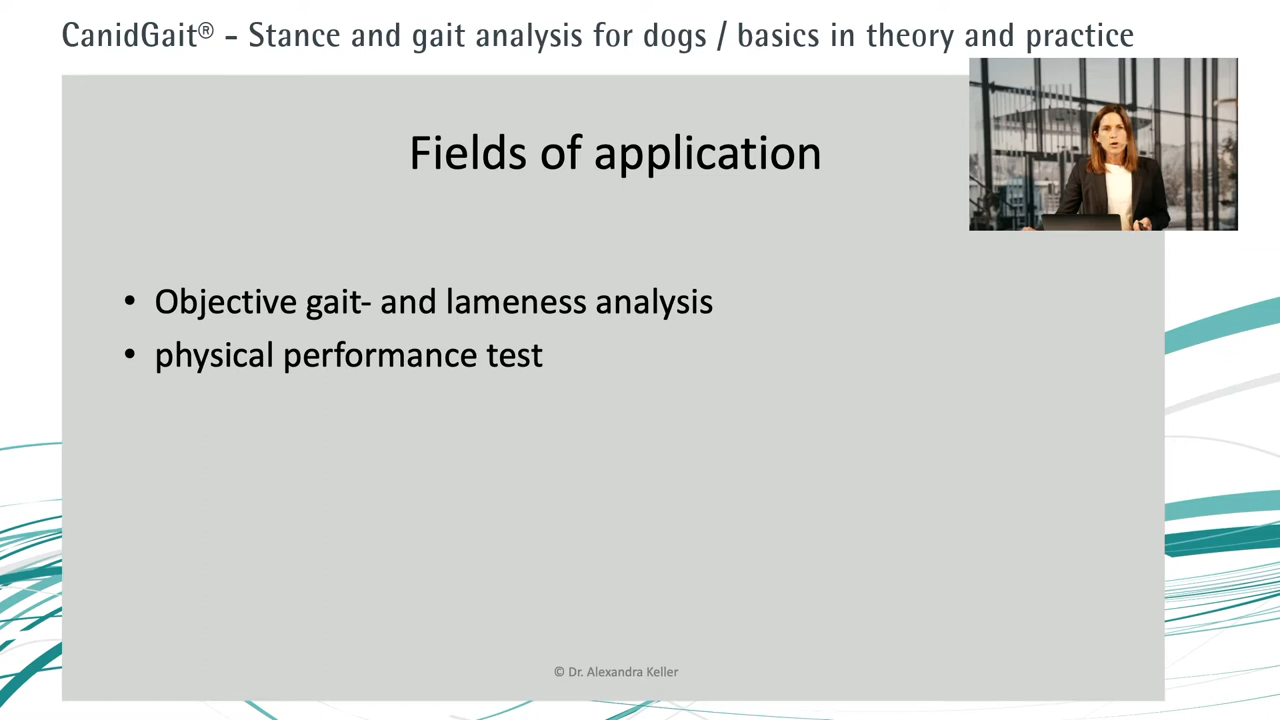 CanidGait® - Stance and gait analysis for dogs / basics in theory and practice
Fields of application
• Objective gait- and lameness analysis
• physical performance test
© Dr. Alexandra Keller